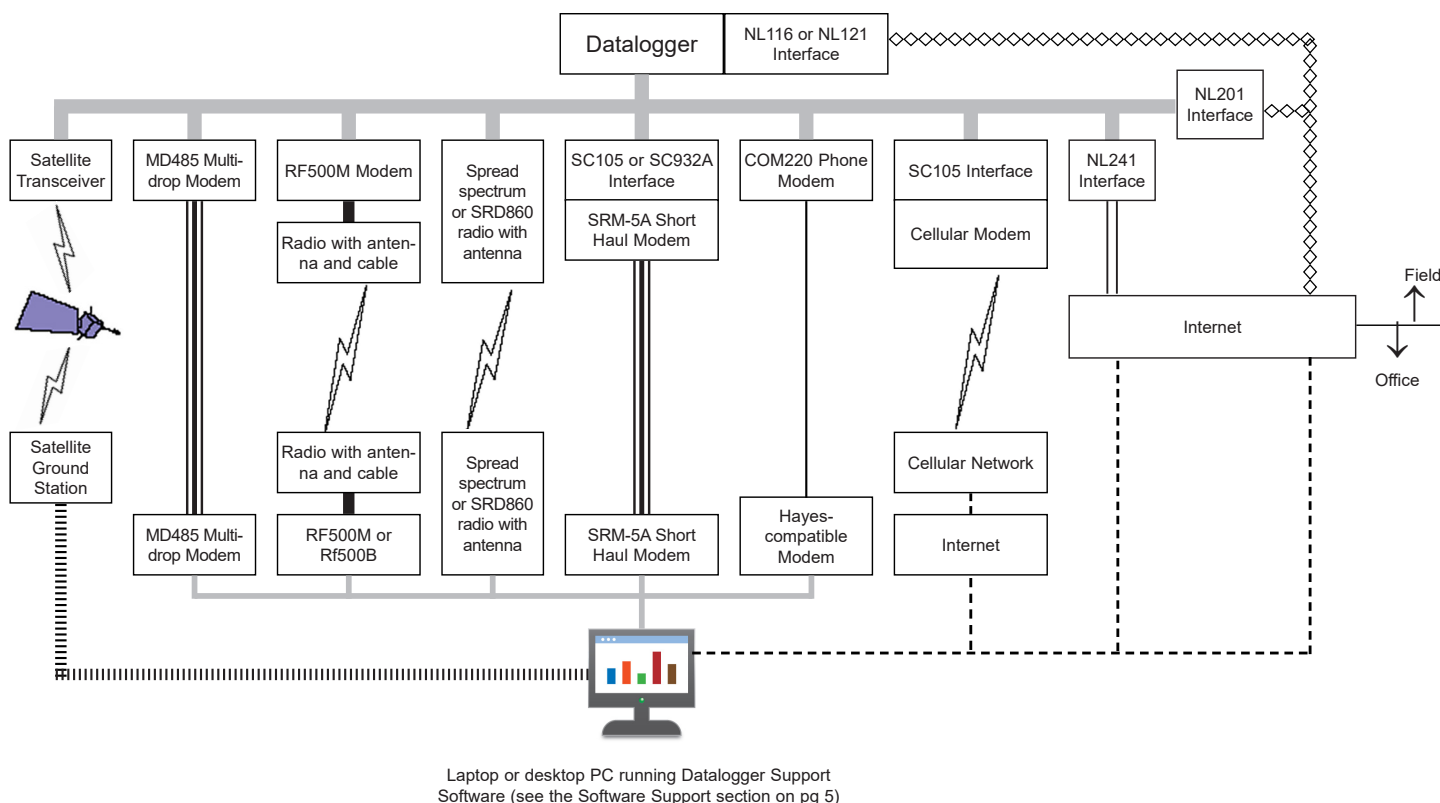 Datalogger
NL116 or NL121
Interface
NL201
Interface
Satellite
Transceiver
MD485 Multi-
drop Modem
RF500M Modem
Spread
spectrum
or SRD860
radio with
antenna
SC105 or SC932A
Interface
COM220 Phone
Modem
SC105 Interface
NL241
Interface
Radio with anten-
na and cable
SRM-5A Short
Haul Modem
Cellular Modem
Internet
Field
Office
Satellite
Ground
Station
Radio with anten-
na and cable
Spread
spectrum
or SRD860
radio with
antenna
Cellular Network
MD485 Multi-
drop Modem
RF500M or
Rf500B
SRM-5A Short
Haul Modem
Hayes-
compatible
Modem
Internet
Laptop or desktop PC running Datalogger Support
Software (see the Software Support section on pg 5)